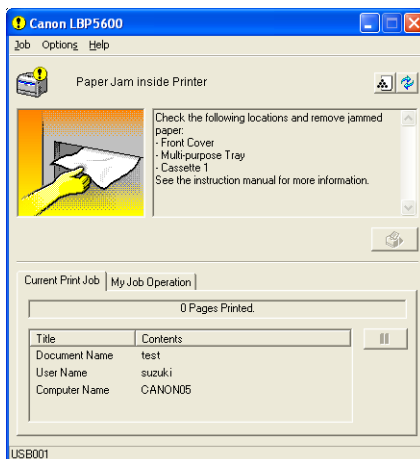 Canon LBP5600
Job Options Help
Paper Jam inside Printer
Check the following locations and remove jammed
paper:
- Front Cover
- Multi-purpose Tray
- Cassette 1
See the instruction manual for more information.
Current Print Job My Job Operation
0 Pages Printed.
Title Contents
Document Name test
User Name suzuki
Computer Name CANON05
USB001